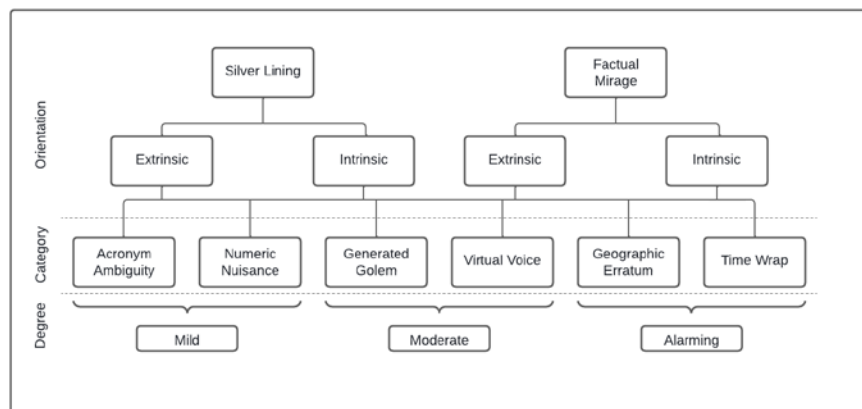 Silver Lining
Factual
Mirage
Orientation
Extrinsic
Intrinsic
Extrinsic
Intrinsic
Category
Acronym
Ambiguity
Numeric
Nuisance
Generated
Golem
Virtual Voice
Geographic
Erratum
Time Wrap
Degree
Mild
Moderate
Alarming